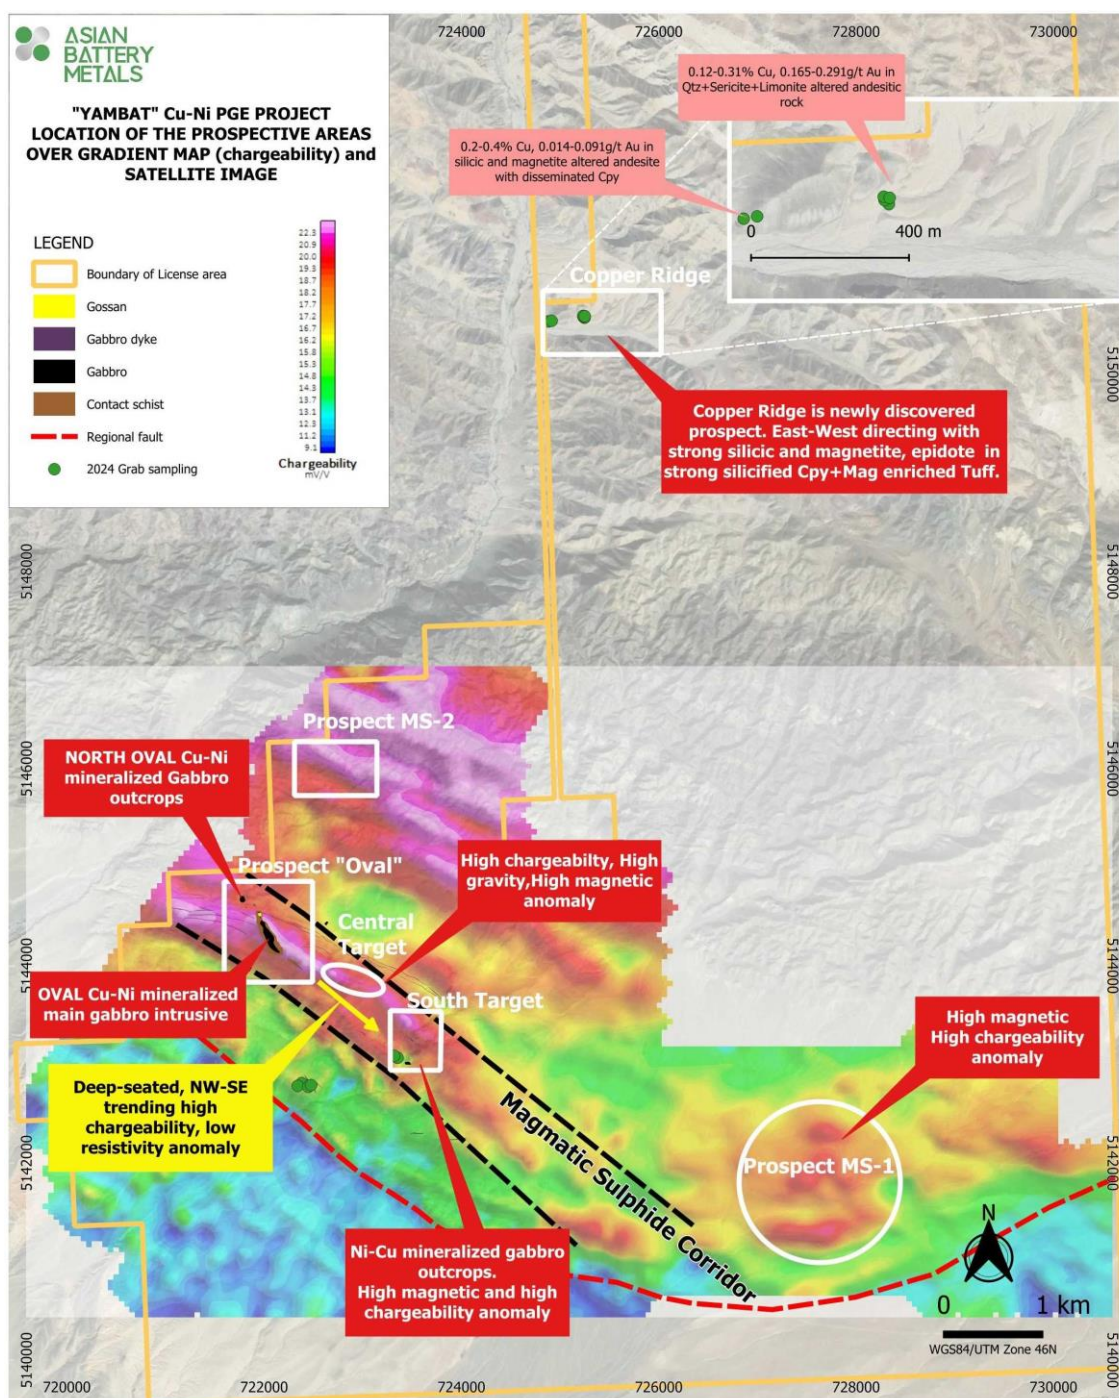 ASIAN
BATTERY
METALS
"YAMBAT" Cu-Ni PGE PROJECT
LOCATION OF THE PROSPECTIVE AREAS
OVER GRADIENT MAP (chargeability) and
SATELLITE IMAGE
LEGEND
Boundary of License area
Gossan
Gabbro dyke
Gabbro
Contact schist
Regional fault
2024 Grab sampling
22.3
20.9
20.0
19.3
18.7
18.2
17.7
17.2
16.7
16.2
15.8
15.3
14.8
14.3
13.7
13.1
12.3
11.2
9.1
Chargeability
mV/V
724000
726000
728000
730000
0.12-0.31% Cu, 0.165-0.291g/t Au in
Qtz+Sericite+Limonite altered andesitic
rock
0.2-0.4% Cu, 0.014-0.091g/t Au in
silicic and magnetite altered andesite
with disseminated Cpy
0
400 m
Copper Ridge
5150000
Copper Ridge is newly discovered
prospect. East-West directing with
strong silicic and magnetite, epidote in
strong silicified Cpy+Mag enriched Tuff.
5148000
5148000
Prospect MS-2
5146000
5146000
NORTH OVAL Cu-Ni
mineralized Gabbro
outcrops
Prospect "Oval"
High chargeabilty, High
gravity,High magnetic
anomaly
Central
Target
5144000
5144000
OVAL Cu-Ni mineralized
main gabbro intrusive
South Target
High magnetic
High chargeability
anomaly
Deep-seated, NW-SE
trending high
chargeability, low
resistivity anomaly
5142000
5142000
Magmatic Sulphide Corridor
Prospect MS-1
Ni-Cu mineralized gabbro
outcrops.
High magnetic and high
chargeability anomaly
N
0
1 km
WGS84/UTM Zone 46N
5140000
5140000
720000
722000
724000
726000
728000
730000